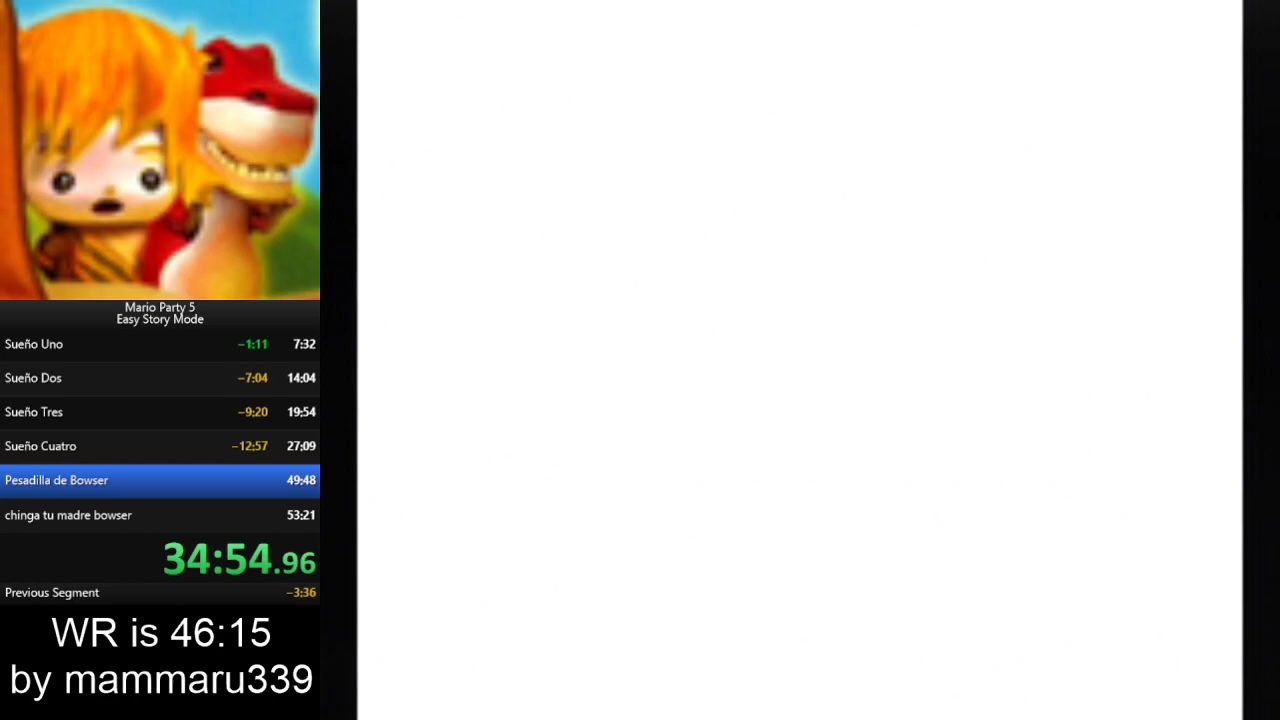 Mario Party 5
Easy Story Mode
Sueño Uno −1:11 7:32
Sueño Dos −7:04 14:04
Sueño Tres −9:20 19:54
Sueño Cuatro −12:57 27:09
Pesadilla de Bowser 49:48
chinga tu madre bowser 53:21
34:54.96
Previous Segment −3:36
WR is 46:15
by mammaru339